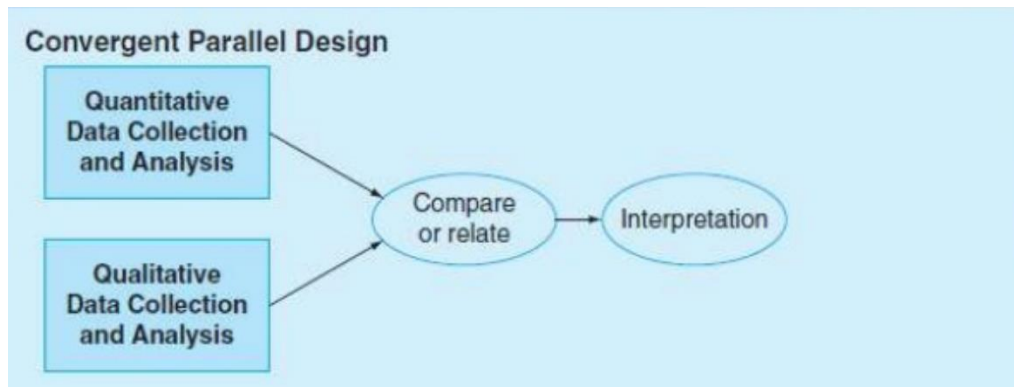 Convergent Parallel Design
Quantitative
Data Collection
and Analysis
Compare
or relate
Interpretation
Qualitative
Data Collection
and Analysis